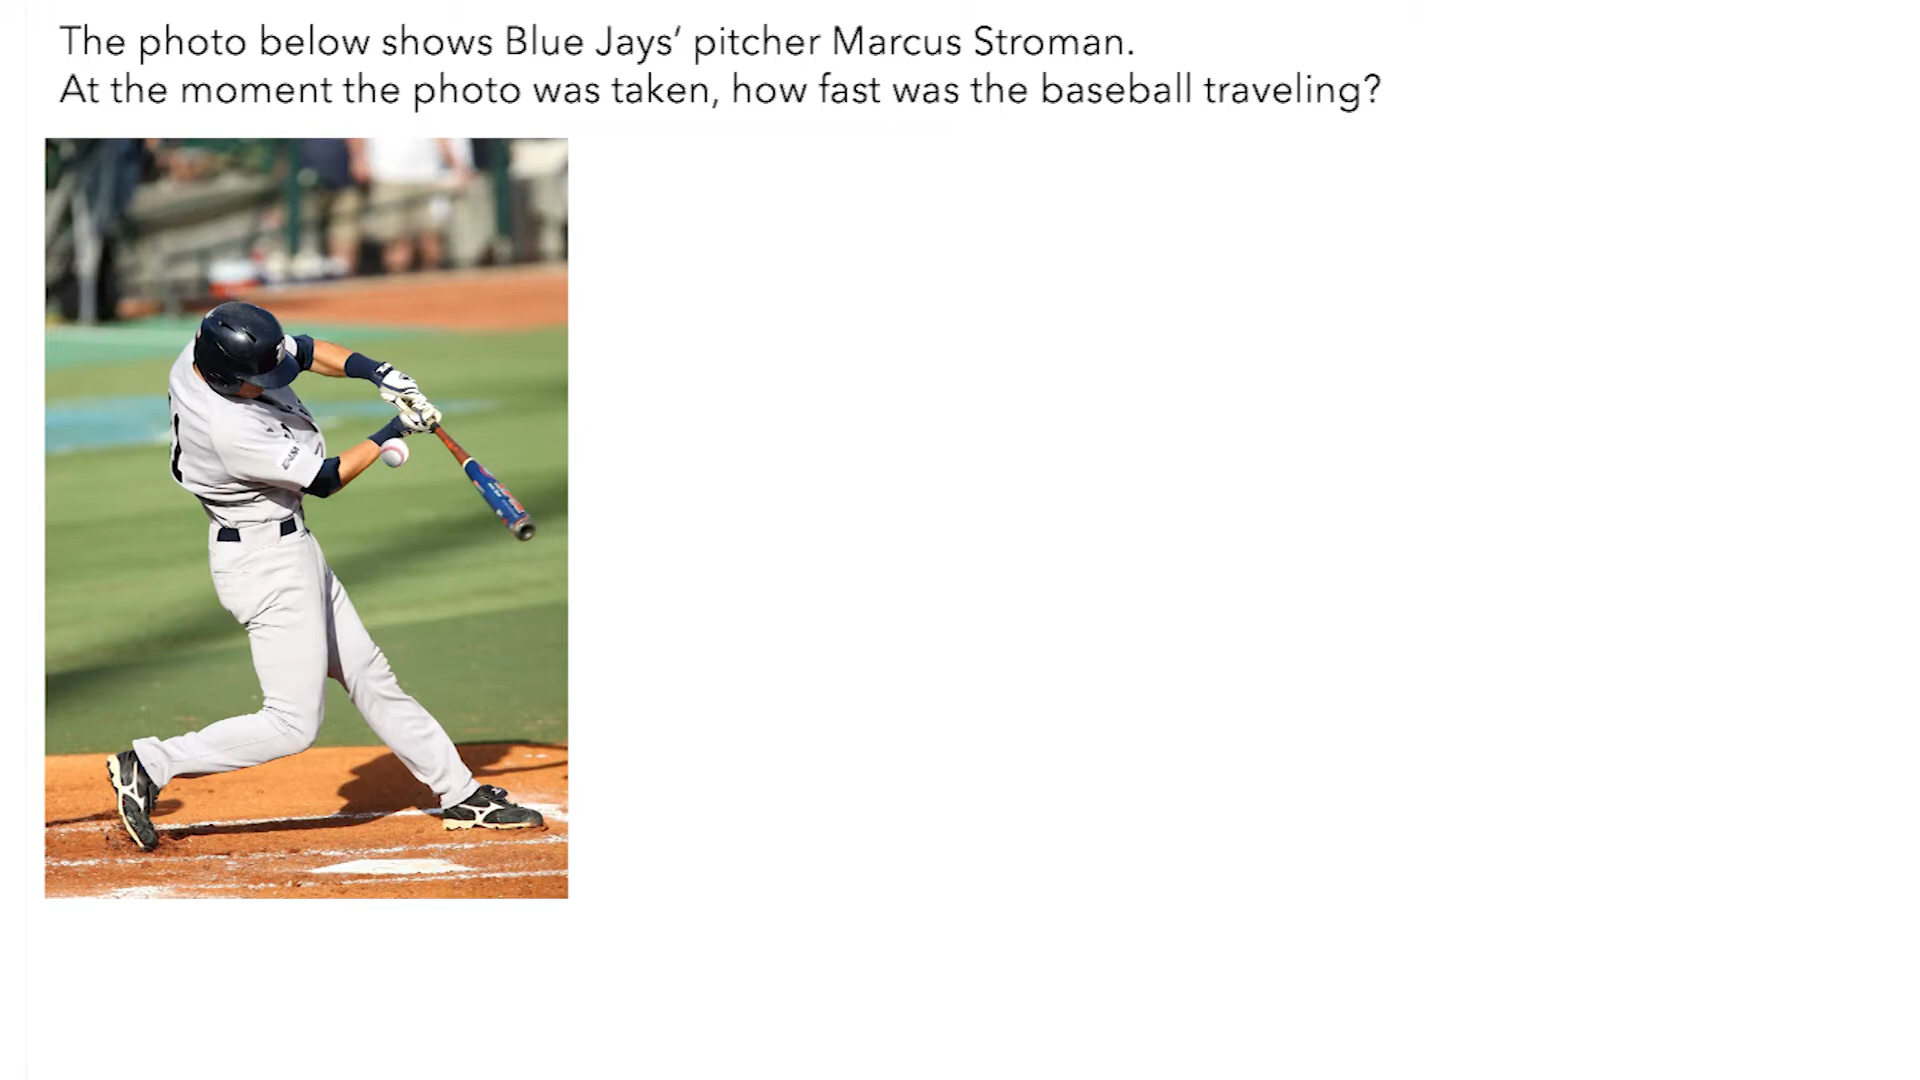 The photo below shows Blue Jays’ pitcher Marcus Stroman.
At the moment the photo was taken, how fast was the baseball traveling?